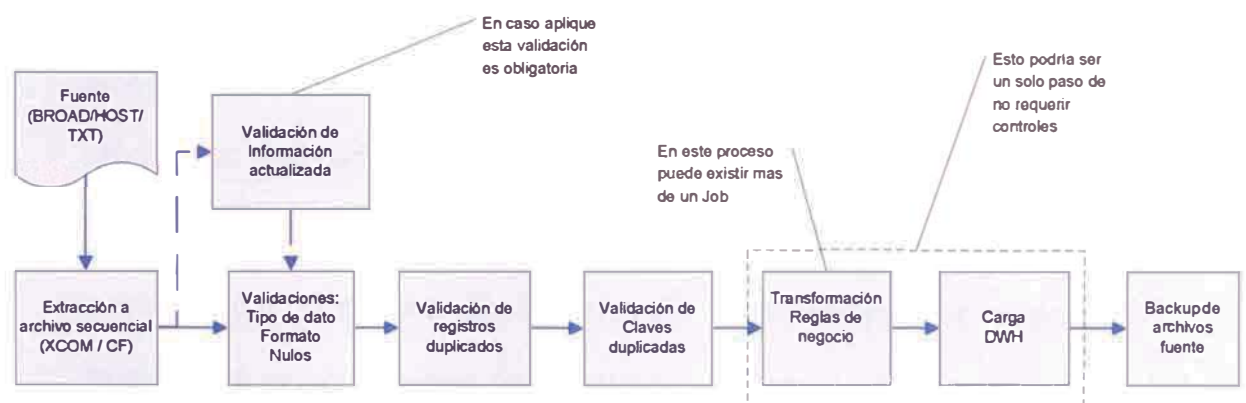 En caso aplique
esta validación
es obligatoria
Esto podría ser
un solo paso de
no requerir
controles
Fuente
(BROAD/HOST/
TXT)
Validación de
Información
actualizada
En este proceso
puede existir mas
de un Job
Extracción a
archivo secuencial
(XCOM / CF)
Validaciones:
Tipo de dato
Formato
Nulos
Validación de
registros
duplicados
Validación de
Claves
duplicadas
Transformación
Reglas de
negocio
Carga
DWH
Backup de
archivos
fuente